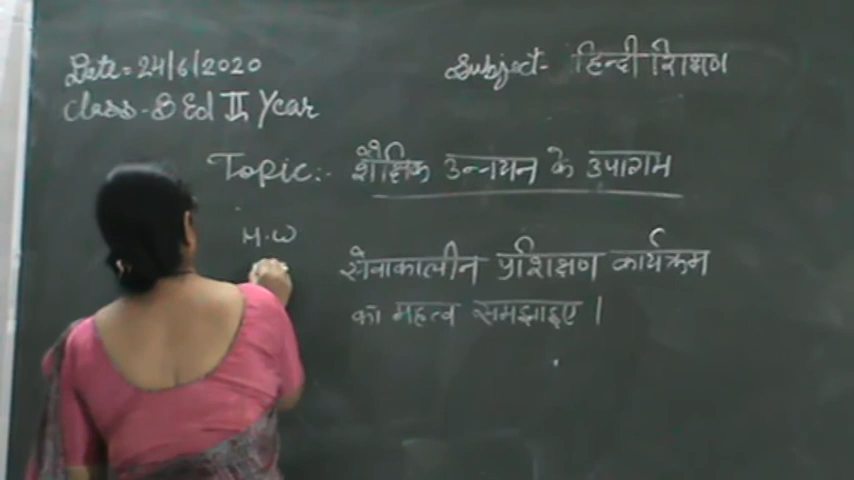 Date = 24/6/2020
Subject- हिन्दी शिक्षण
Class - B Ed II Year
Topic:- शैक्षिक उन्नयन के उपागम
H.W
सेवाकालीन प्रशिक्षण कार्यक्रम
का महत्व समझाइए।